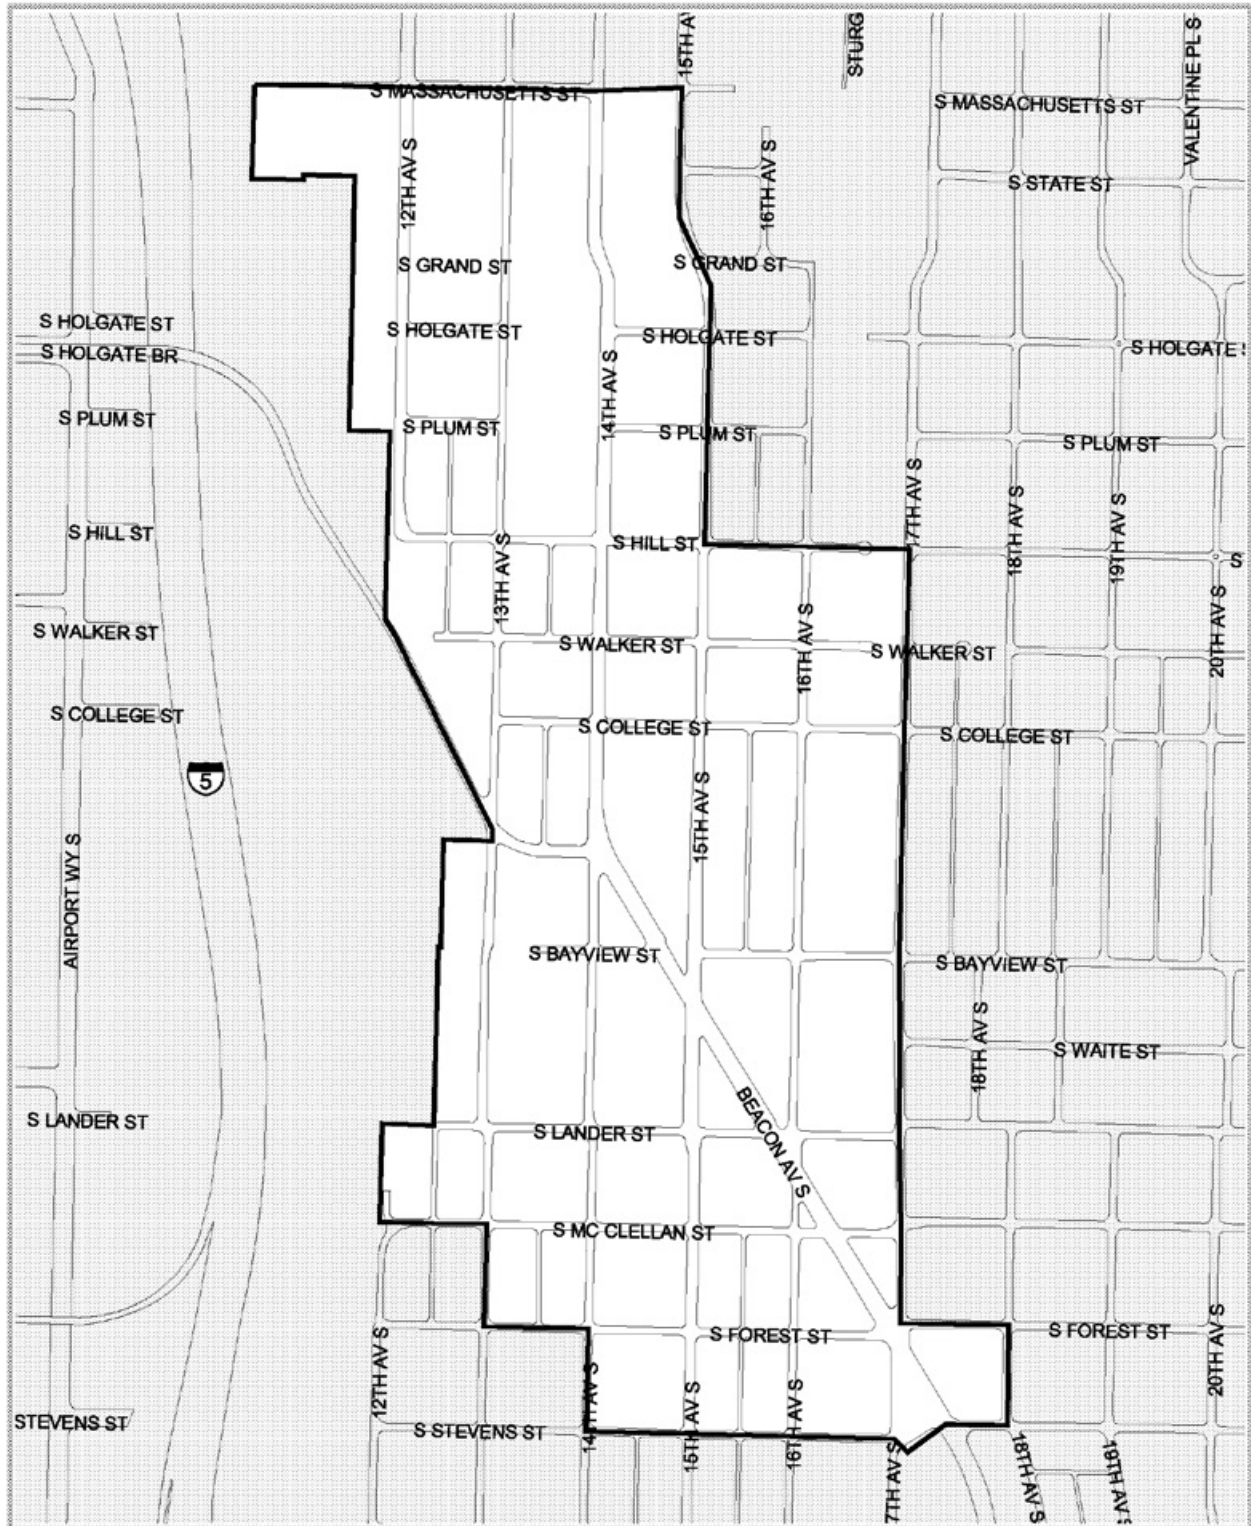 15TH A
STURG
VALENTINE PL S
S MASSACHUSETTS ST
S MASSACHUSETTS ST
12TH AV S
16TH AV S
S STATE ST
S GRAND ST
S GRAND ST
S HOLGATE ST
S HOLGATE ST
S HOLGATE ST
S HOLGATE S
S HOLGATE BR
14TH AV S
S PLUM ST
S PLUM ST
S PLUM ST
S PLUM ST
17TH AV S
18TH AV S
19TH AV S
S HILL ST
S HILL ST
S
13TH AV S
20TH AV S
S WALKER ST
S WALKER ST
16TH AV S
S WALKER ST
S COLLEGE ST
S COLLEGE ST
S COLLEGE ST
5
15TH AV S
AIRPORT WY S
S BAYVIEW ST
S BAYVIEW ST
18TH AV S
S WAITE ST
S LANDER ST
S LANDER ST
BEACON AV S
S MC CLELLAN ST
S FOREST ST
S FOREST ST
20TH AV S
12TH AV S
14TH AV S
15TH AV S
16TH AV S
STEVENS ST
S STEVENS ST
7TH AV S
18TH AV S
19TH AV S